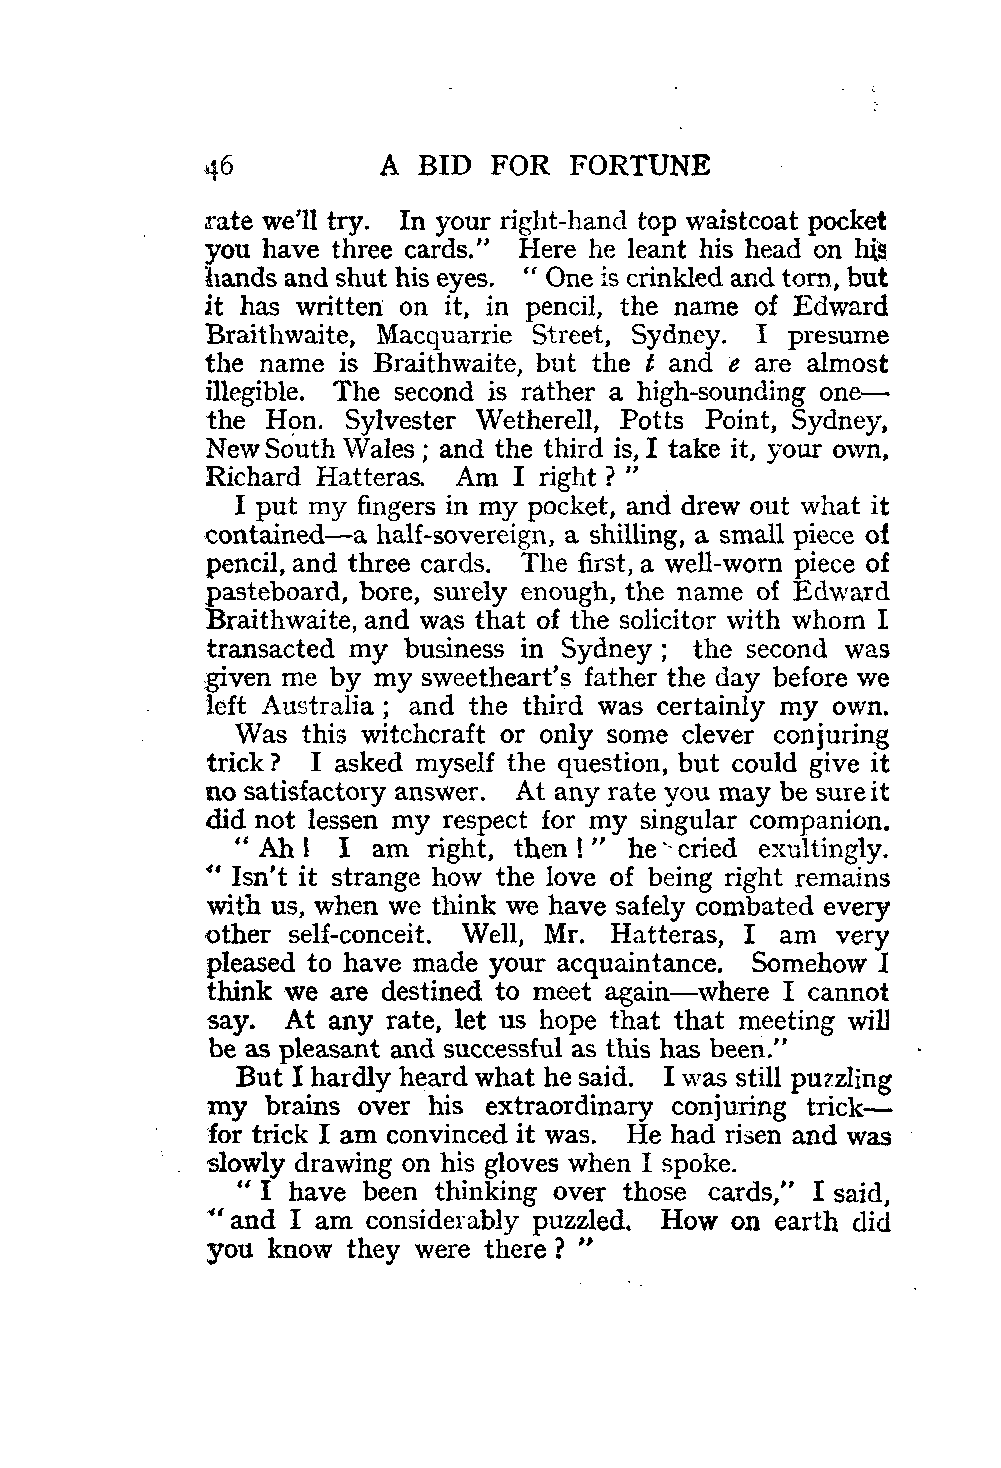 46 A BID FOR FORTUNE
rate we'll try. In your right-hand top waistcoat pocket
you have three cards." Here he leant his head on his
hands and shut his eyes. " One is crinkled and torn, but
it has written on it, in pencil, the name of Edward
Braithwaite, Macquarrie Street, Sydney. I presume
the name is Braithwaite, but the t and e are almost
illegible. The second is rather a high-sounding one—
the Hon. Sylvester Wetherell, Potts Point, Sydney,
New South Wales ; and the third is, I take it, your own,
Richard Hatteras. Am I right ? "
I put my fingers in my pocket, and drew out what it
contained—a half-sovereign, a shilling, a small piece of
pencil, and three cards. The first, a well-worn piece of
pasteboard, bore, surely enough, the name of Edward
Braithwaite, and was that of the solicitor with whom I
transacted my business in Sydney ; the second was
given me by my sweetheart's father the day before we
left Australia ; and the third was certainly my own.
Was this witchcraft or only some clever conjuring
trick ? I asked myself the question, but could give it
no satisfactory answer. At any rate you may be sure it
did not lessen my respect for my singular companion.
" Ah ! I am right, then ! " he cried exultingly.
" Isn't it strange how the love of being right remains
with us, when we think we have safely combated every
other self-conceit. Well, Mr. Hatteras, I am very
pleased to have made your acquaintance. Somehow I
think we are destined to meet again—where I cannot
say. At any rate, let us hope that that meeting will
be as pleasant and successful as this has been."
But I hardly heard what he said. I was still puzzling
my brains over his extraordinary conjuring trick—
for trick I am convinced it was. He had risen and was
slowly drawing on his gloves when I spoke.
" I have been thinking over those cards," I said,
" and I am considerably puzzled. How on earth did
you know they were there ? "